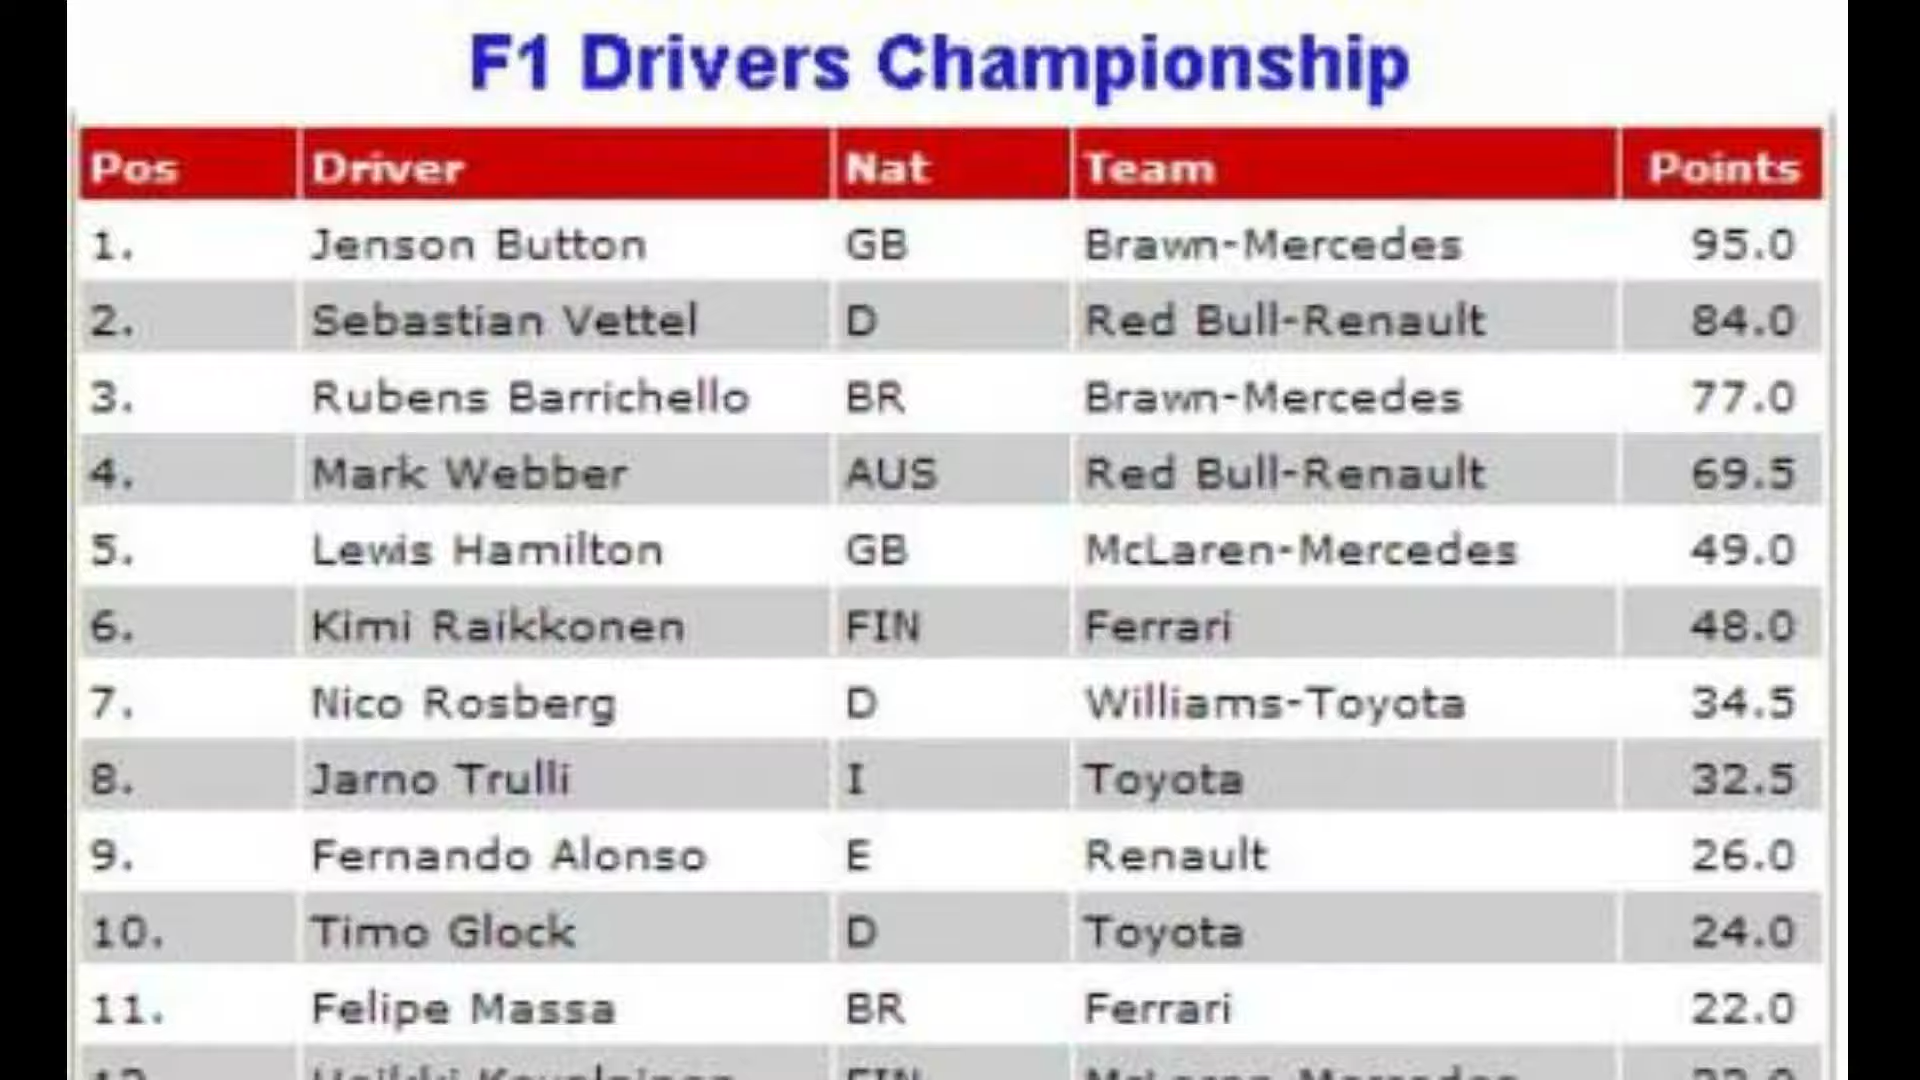 F1 Drivers Championship
Pos Driver Nat Team Points
1. Jenson Button GB Brawn-Mercedes 95.0
2. Sebastian Vettel D Red Bull-Renault 84.0
3. Rubens Barrichello BR Brawn-Mercedes 77.0
4. Mark Webber AUS Red Bull-Renault 69.5
5. Lewis Hamilton GB McLaren-Mercedes 49.0
6. Kimi Raikkonen FIN Ferrari 48.0
7. Nico Rosberg D Williams-Toyota 34.5
8. Jarno Trulli I Toyota 32.5
9. Fernando Alonso E Renault 26.0
10. Timo Glock D Toyota 24.0
11. Felipe Massa BR Ferrari 22.0